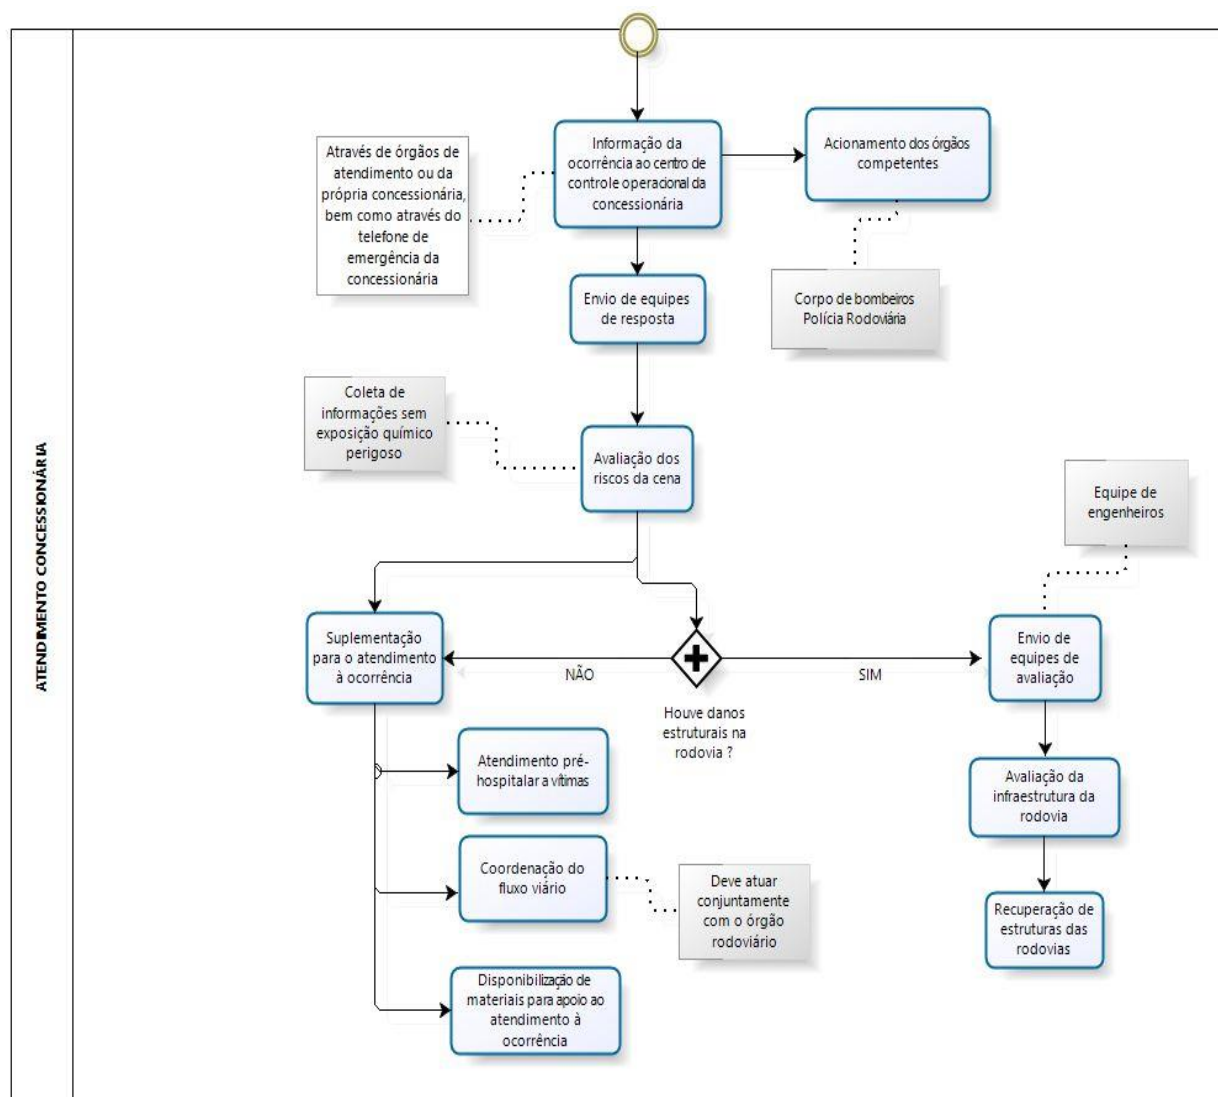 ATENDIMENTO CONCESSIONÁRIA
Através de órgãos de
atendimento ou da
própria concessionária,
bem como através do
telefone de
emergência da
concessionária
Informação da
ocorrência ao centro de
controle operacional da
concessionária
Acionamento dos órgãos
competentes
Corpo de bombeiros
Polícia Rodoviária
Envio de equipes
de resposta
Coleta de
informações sem
exposição químico
perigoso
Avaliação dos
riscos da cena
Equipe de
engenheiros
Suplementação
para o atendimento
à ocorrência
NÃO
SIM
Houve danos
estruturais na
rodovia ?
Envio de
equipes de
avaliação
Atendimento pré-
hospitalar a vítimas
Avaliação da
infraestrutura da
rodovia
Coordenação do
fluxo viário
Deve atuar
conjuntamente
com o órgão
rodoviário
Recuperação de
estruturas das
rodovias
Disponibilização de
materiais para apoio ao
atendimento à
ocorrência